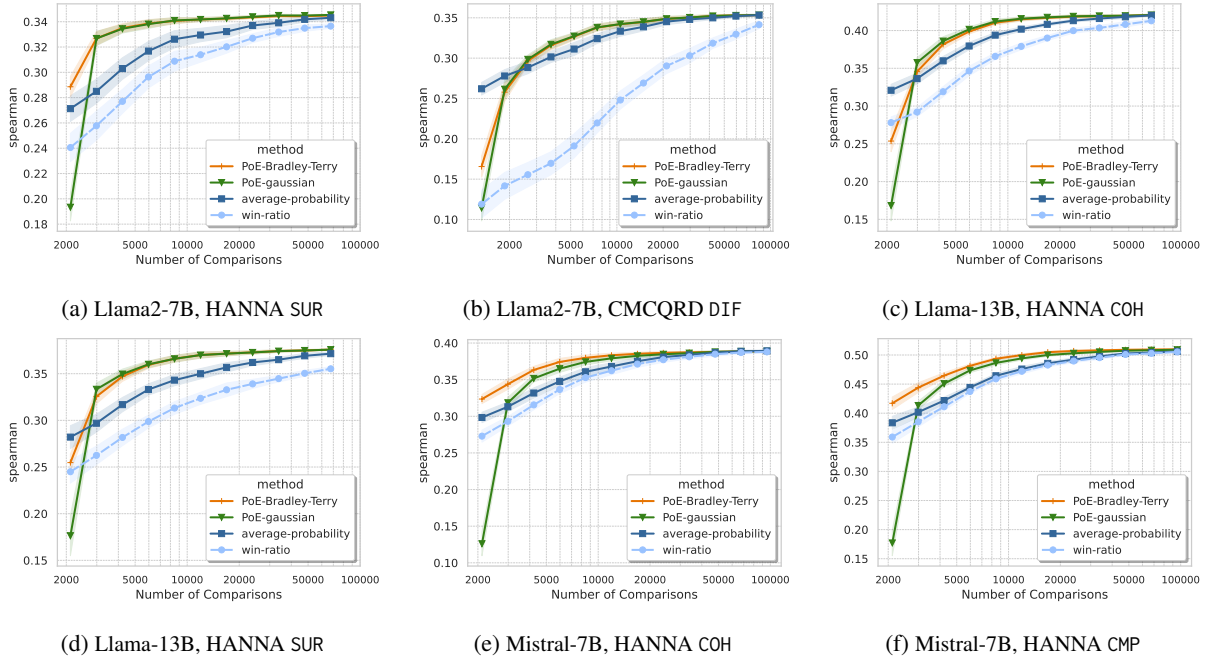 spearman
0.34
0.32
0.30
0.28
0.26
0.24
0.22
0.20
0.18
method
PoE-Bradley-Terry
PoE-gaussian
average-probability
win-ratio
2000 5000 10000 20000 50000 100000
Number of Comparisons
(a) Llama2-7B, HANNA SUR
spearman
0.35
0.30
0.25
0.20
0.15
0.10
method
PoE-Bradley-Terry
PoE-gaussian
average-probability
win-ratio
2000 5000 10000 20000 50000 100000
Number of Comparisons
(b) Llama2-7B, CMCQRD DIF
spearman
0.40
0.35
0.30
0.25
0.20
0.15
method
PoE-Bradley-Terry
PoE-gaussian
average-probability
win-ratio
2000 5000 10000 20000 50000 100000
Number of Comparisons
(c) Llama-13B, HANNA COH
spearman
0.35
0.30
0.25
0.20
0.15
method
PoE-Bradley-Terry
PoE-gaussian
average-probability
win-ratio
2000 5000 10000 20000 50000 100000
Number of Comparisons
(d) Llama-13B, HANNA SUR
spearman
0.40
0.35
0.30
0.25
0.20
0.15
0.10
method
PoE-Bradley-Terry
PoE-gaussian
average-probability
win-ratio
2000 5000 10000 20000 50000 100000
Number of Comparisons
(e) Mistral-7B, HANNA COH
spearman
0.50
0.45
0.40
0.35
0.30
0.25
0.20
0.15
method
PoE-Bradley-Terry
PoE-gaussian
average-probability
win-ratio
2000 5000 10000 20000 50000 100000
Number of Comparisons
(f) Mistral-7B, HANNA CMP